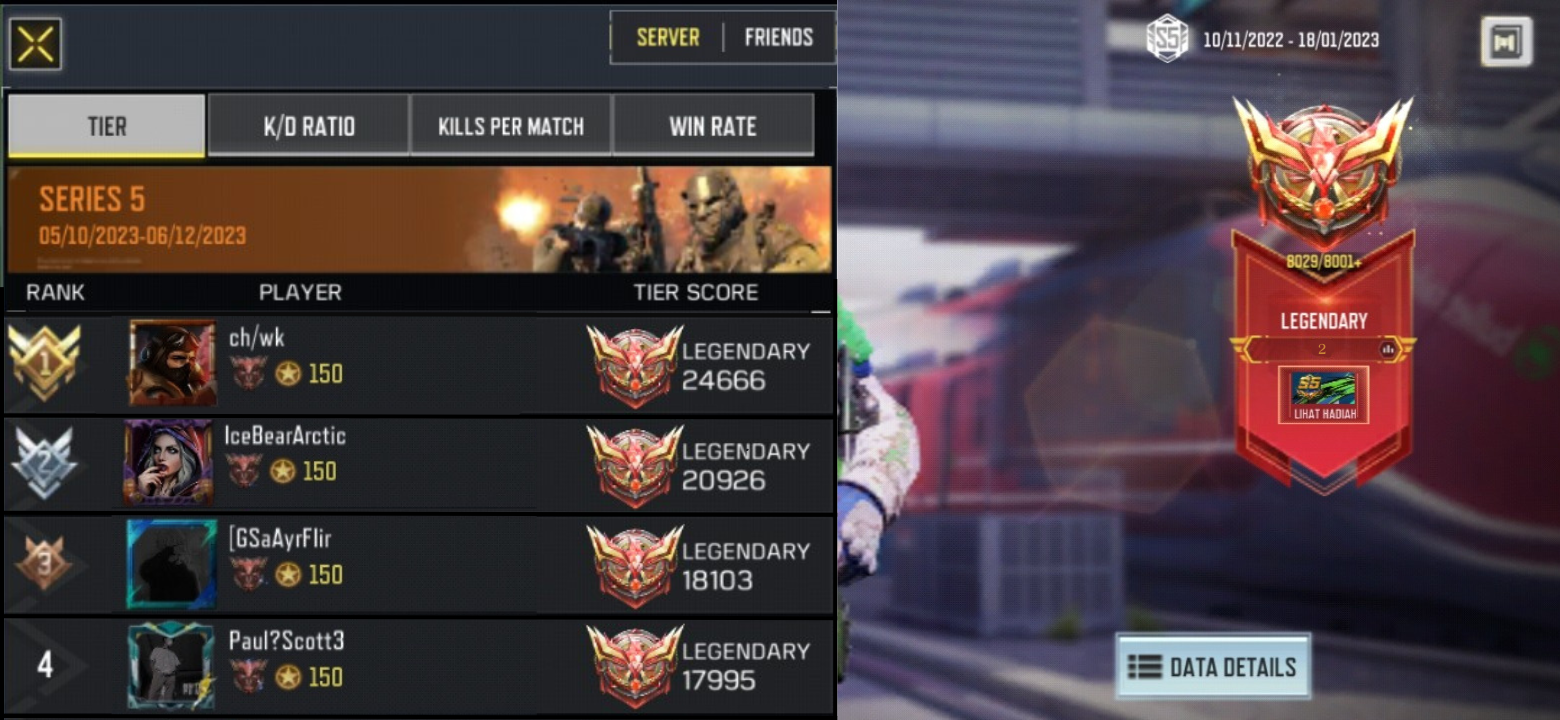 SERVER FRIENDS
TIER K/D RATIO KILLS PER MATCH WIN RATE
SERIES 5
05/10/2023-06/12/2023
RANK PLAYER TIER SCORE
1 ch/wk LEGENDARY
150 24666
2 IceBearArctic LEGENDARY
150 20926
3 [GSaAyrFlir LEGENDARY
150 18103
4 Paul?Scott3 LEGENDARY
150 17995
S5 10/11/2022 - 18/01/2023
8029/8001+
LEGENDARY
2
S5
LIHAT HADIAH
DATA DETAILS